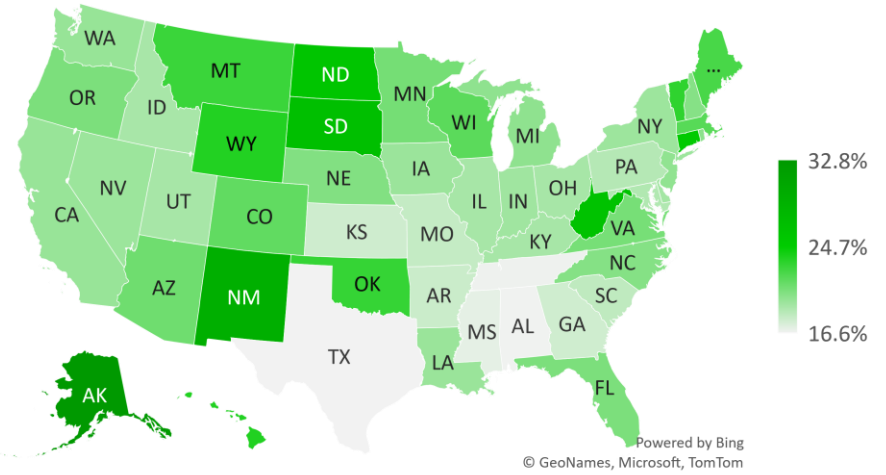 WA
MT
ND
MN
OR
ID
SD
WI
MI
...
WY
NY
NE
IA
PA
NV
UT
CO
IL
IN
OH
CA
KS
MO
KY
VA
AZ
NM
OK
AR
NC
SC
TX
MS
AL
GA
LA
AK
FL
32.8%
24.7%
16.6%
Powered by Bing
© GeoNames, Microsoft, TomTom